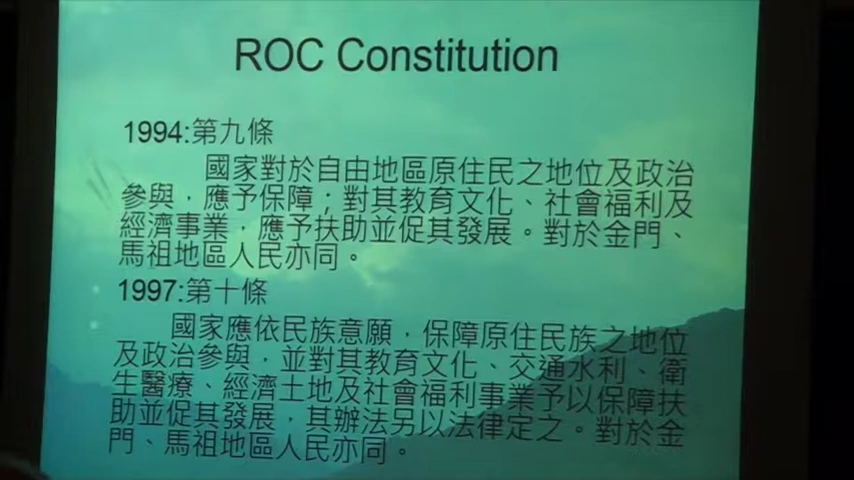 ROC Constitution
1994:第九條
國家對於自由地區原住民之地位及政治
參與，應予保障；對其教育文化、社會福利及
經濟事業，應予扶助並促其發展。對於金門、
馬祖地區人民亦同。
1997:第十條
國家應依民族意願，保障原住民族之地位
及政治參與，並對其教育文化、交通水利、衛
生醫療、經濟土地及社會福利事業予以保障扶
助並促其發展，其辦法另以法律定之。對於金
門、馬祖地區人民亦同。